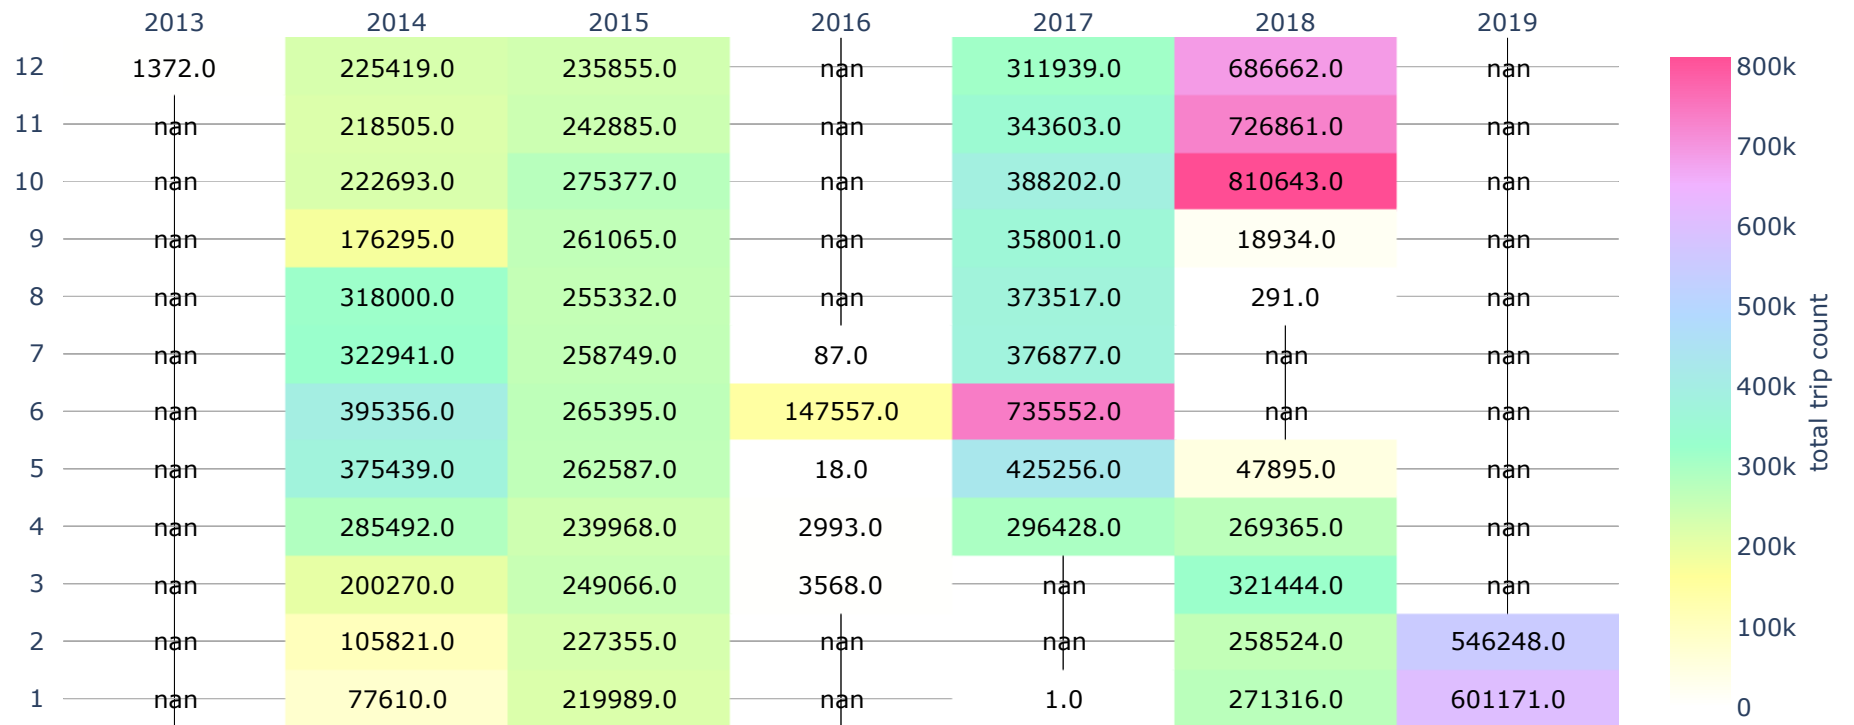 2013 2014 2015 2016 2017 2018 2019
12 1372.0 225419.0 235855.0 nan 311939.0 686662.0 nan 800k
11 nan 218505.0 242885.0 nan 343603.0 726861.0 nan 700k
10 nan 222693.0 275377.0 nan 388202.0 810643.0 nan
9 nan 176295.0 261065.0 nan 358001.0 18934.0 nan 600k
8 nan 318000.0 255332.0 nan 373517.0 291.0 nan 500k
7 nan 322941.0 258749.0 87.0 376877.0 nan nan
6 nan 395356.0 265395.0 147557.0 735552.0 nan nan 400k
5 nan 375439.0 262587.0 18.0 425256.0 47895.0 nan 300k
4 nan 285492.0 239968.0 2993.0 296428.0 269365.0 nan
3 nan 200270.0 249066.0 3568.0 nan 321444.0 nan 200k
2 nan 105821.0 227355.0 nan nan 258524.0 546248.0 100k
1 nan 77610.0 219989.0 nan 1.0 271316.0 601171.0 0
total trip count